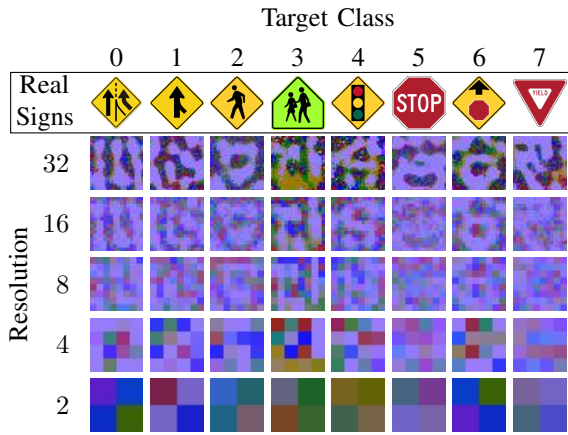 Target Class
0 1 2 3 4 5 6 7
Real
Signs
STOP
YIELD
Resolution
32
16
8
4
2